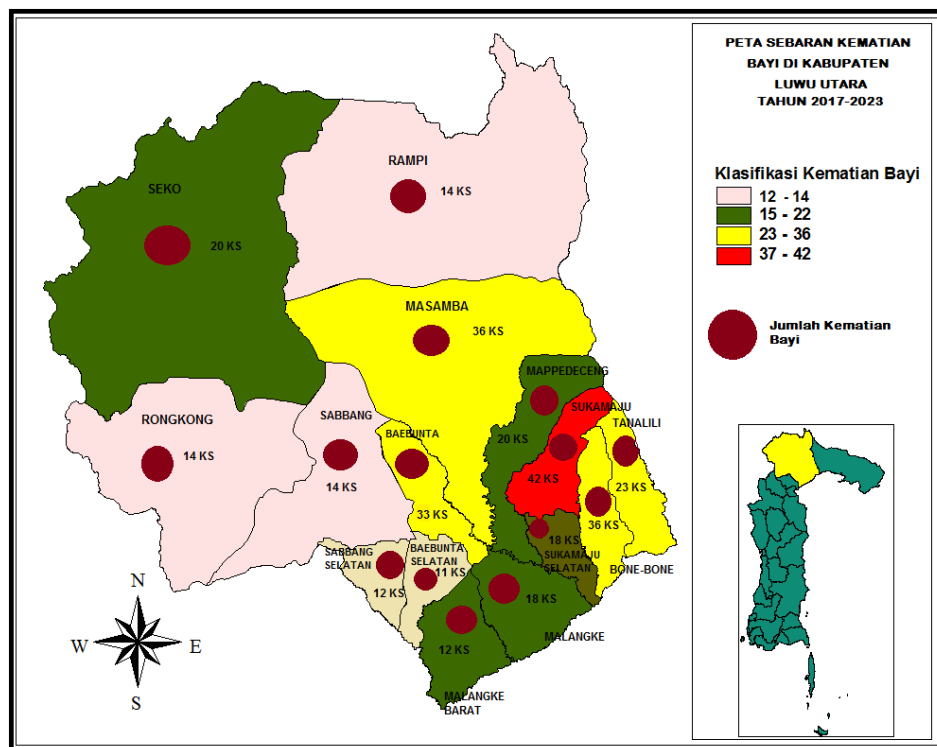 PETA SEBARAN KEMATIAN
BAYI DI KABUPATEN
LUWU UTARA
TAHUN 2017-2023
Klasifikasi Kematian Bayi
12 - 14
15 - 22
23 - 36
37 - 42
Jumlah Kematian
Bayi
RAMPI
14 KS
SEKO
20 KS
MASAMBA
36 KS
MAPPEDECENG
20 KS
SUKAMAJU
42 KS
TANALILI
23 KS
RONGKONG
14 KS
SABBANG
14 KS
BAEBUNTA
33 KS
36 KS
BONE-BONE
18 KS
SUKAMAJU
SELATAN
SABBANG
SELATAN
12 KS
BAEBUNTA
SELATAN
11 KS
18 KS
MALANGKE
12 KS
MALANGKE
BARAT
N
W
E
S